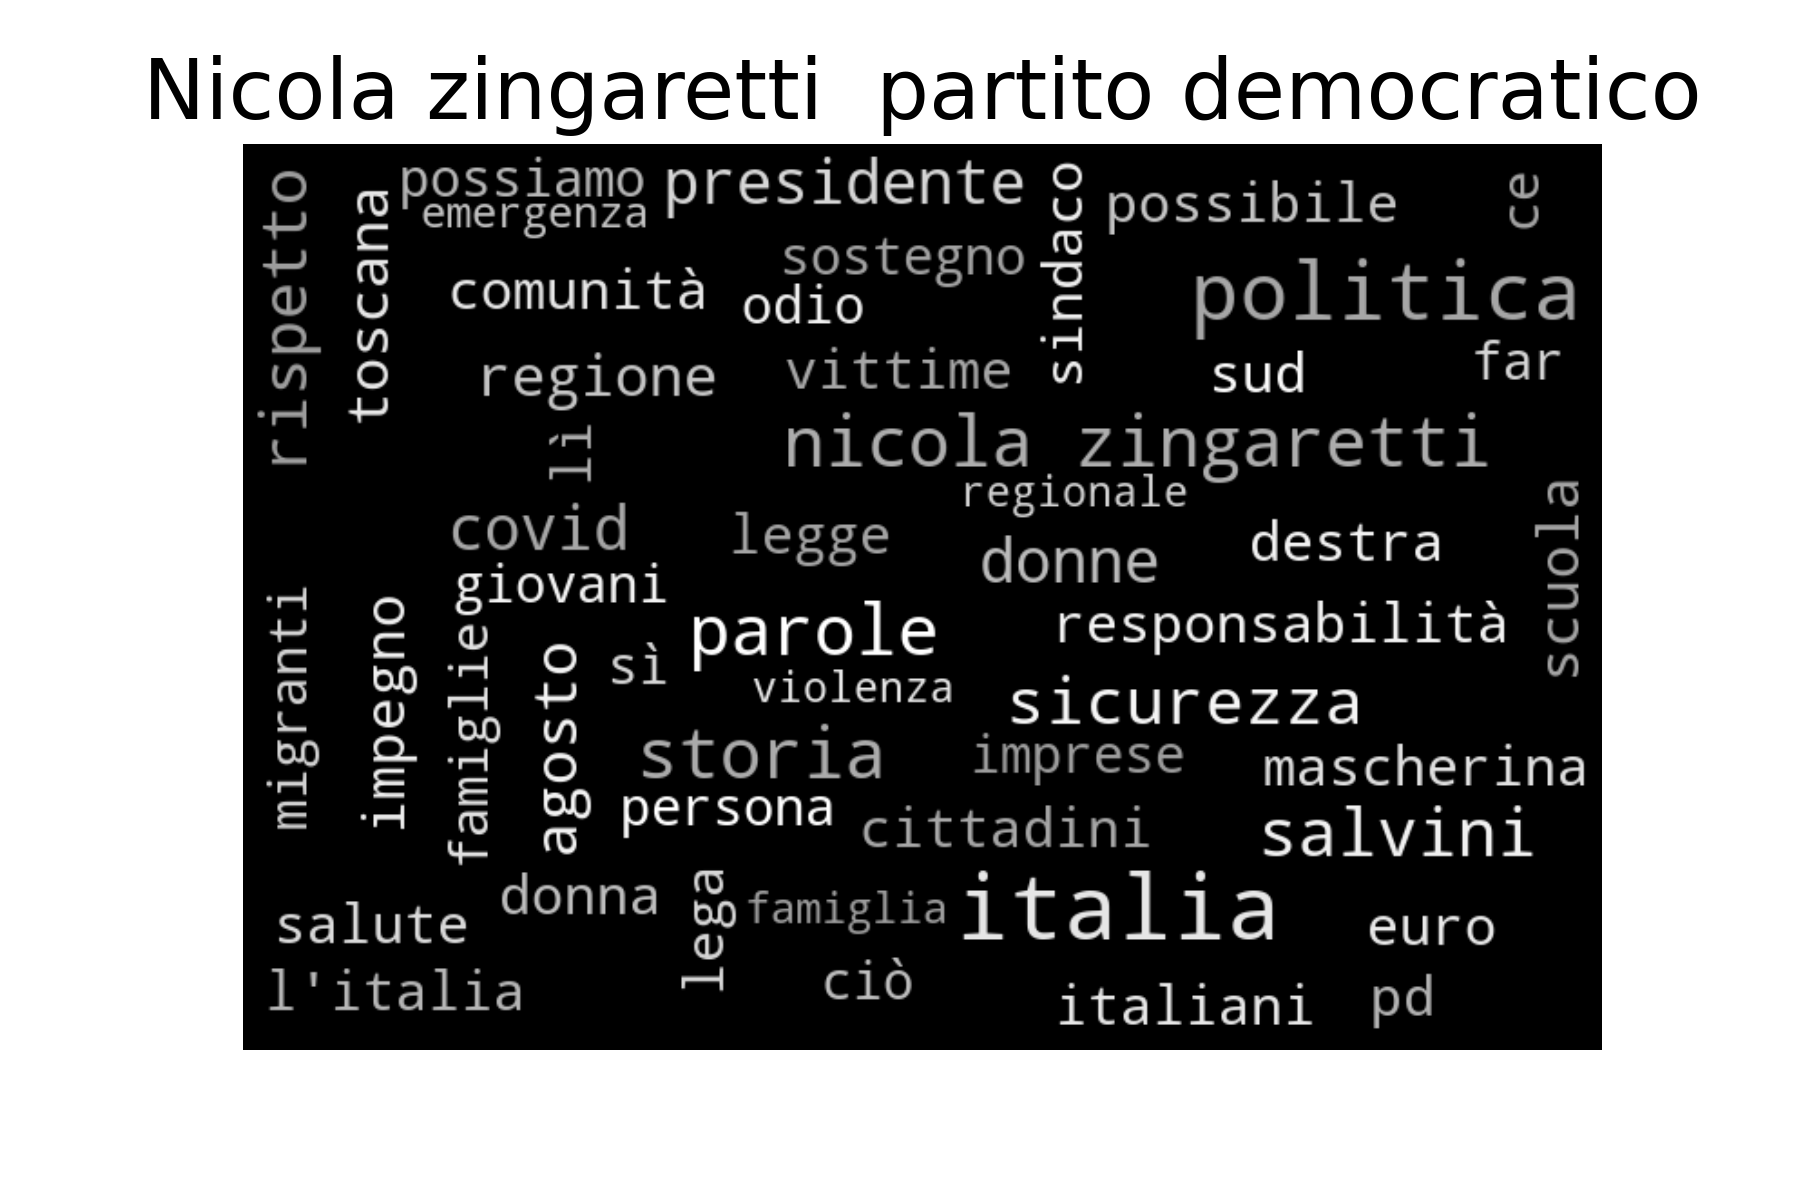 Nicola zingaretti  partito democratico
rispetto
toscana
possiamo
emergenza
presidente
sindaco
possibile
ce
sostegno
comunità
odio
politica
regione
vittime
sud
far
lì
nicola zingaretti
regionale
covid
legge
donne
destra
scuola
giovani
migranti
impegno
famiglie
agosto
sì
parole
responsabilità
violenza
sicurezza
storia
imprese
mascherina
persona
cittadini
salvini
salute
donna
lega
famiglia
italia
euro
l'italia
ciò
italiani
pd